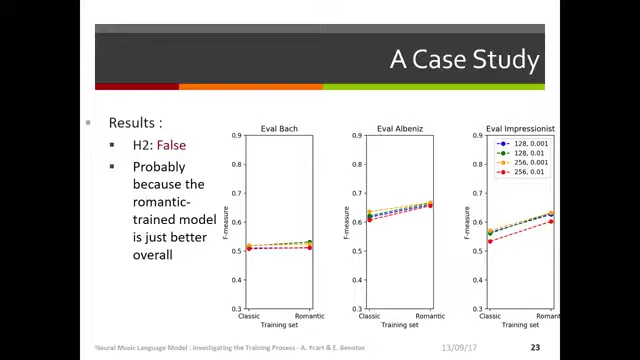 A Case Study
Results :
H2: False
Probably
because the
romantic-
trained model
is just better
overall
Eval Bach
0.9
0.8
0.7
0.6
0.5
0.4
0.3
F-measure
Classic
Romantic
Training set
Eval Albeniz
0.9
0.8
0.7
0.6
0.5
0.4
0.3
F-measure
Classic
Romantic
Training set
Eval Impressionist
0.9
0.8
0.7
0.6
0.5
0.4
0.3
F-measure
128, 0.001
128, 0.01
256, 0.001
256, 0.01
Classic
Romantic
Training set
Neural Music Language Model : Investigating the Training Process - A. Ycart & E. Benetos
13/09/17
23